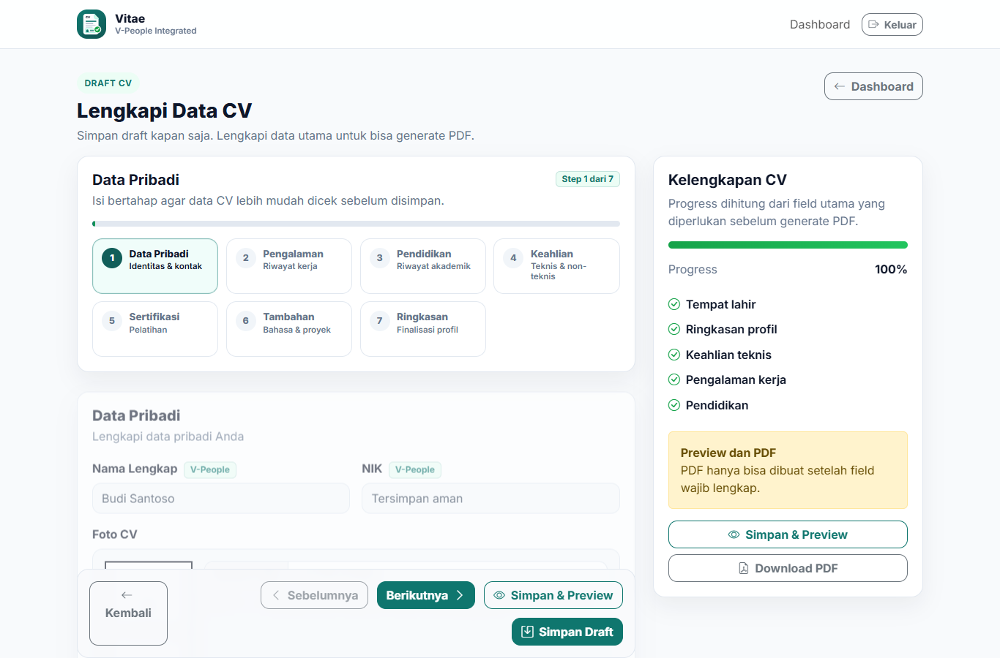 Vitae
V-People Integrated
Dashboard
Keluar
DRAFT CV
Lengkapi Data CV
Simpan draft kapan saja. Lengkapi data utama untuk bisa generate PDF.
Dashboard
Data Pribadi
Step 1 dari 7
Isi bertahap agar data CV lebih mudah dicek sebelum disimpan.
1
Data Pribadi
Identitas & kontak
2
Pengalaman
Riwayat kerja
3
Pendidikan
Riwayat akademik
4
Keahlian
Teknis & non-
teknis
5
Sertifikasi
Pelatihan
6
Tambahan
Bahasa & proyek
7
Ringkasan
Finalisasi profil
Data Pribadi
Lengkapi data pribadi Anda
Nama Lengkap V-People
Budi Santoso
NIK V-People
Tersimpan aman
Foto CV
Kembali
Sebelumnya
Berikutnya
Simpan & Preview
Simpan Draft
Kelengkapan CV
Progress dihitung dari field utama yang
diperlukan sebelum generate PDF.
Progress 100%
Tempat lahir
Ringkasan profil
Keahlian teknis
Pengalaman kerja
Pendidikan
Preview dan PDF
PDF hanya bisa dibuat setelah field
wajib lengkap.
Simpan & Preview
Download PDF